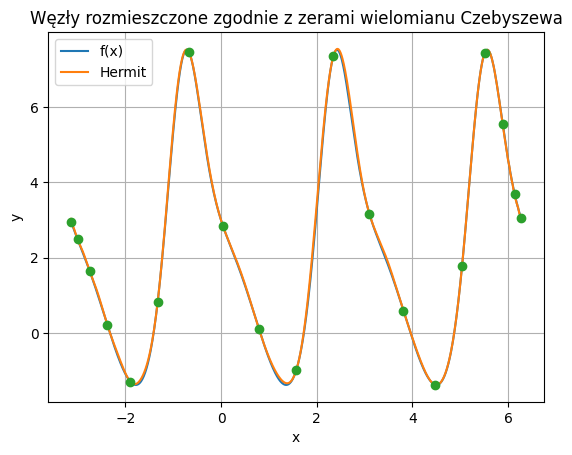 Węzły rozmieszczone zgodnie z zerami wielomianu Czebyszewa
f(x)
Hermit
y
6
4
2
0
−2
0
2
4
6
x